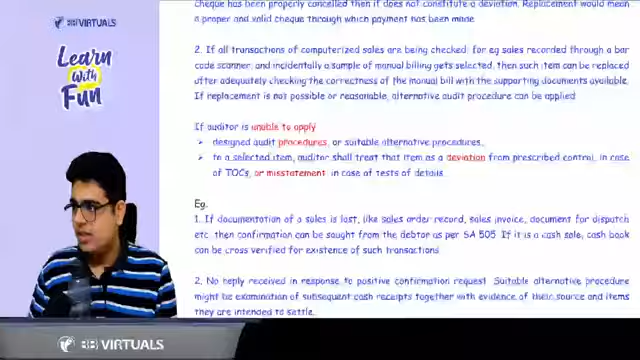 BB VIRTUALS
Learn
With
Fun
cheque has been properly cancelled then it does not constitute a deviation. Replacement would mean
a proper and valid cheque through which payment has been made.
2. If all transactions of computerized sales are being checked: for eg sales recorded through a bar
code scanner, and incidentally a sample of manual billing gets selected, then such item can be replaced
after adequately checking the correctness of the manual bill with the supporting documents available.
If replacement is not possible or reasonable, alternative audit procedure can be applied
If auditor is unable to apply
➢ designed audit procedures, or suitable alternative procedures,
➢ to a selected item, auditor shall treat that item as a deviation from prescribed control, in case
of TOCs, or misstatement in case of tests of details.
Eg.
1. If documentation of a sales is lost, like sales order record, sales invoice, document for dispatch
etc. then confirmation can be sought from the debtor as per SA 505. If it is a cash sale, cash book
can be cross verified for existence of such transactions.
2. No reply received in response to positive confirmation request. Suitable alternative procedure
might be examination of subsequent cash receipts together with evidence of their source and items
they are intended to settle.
BB VIRTUALS